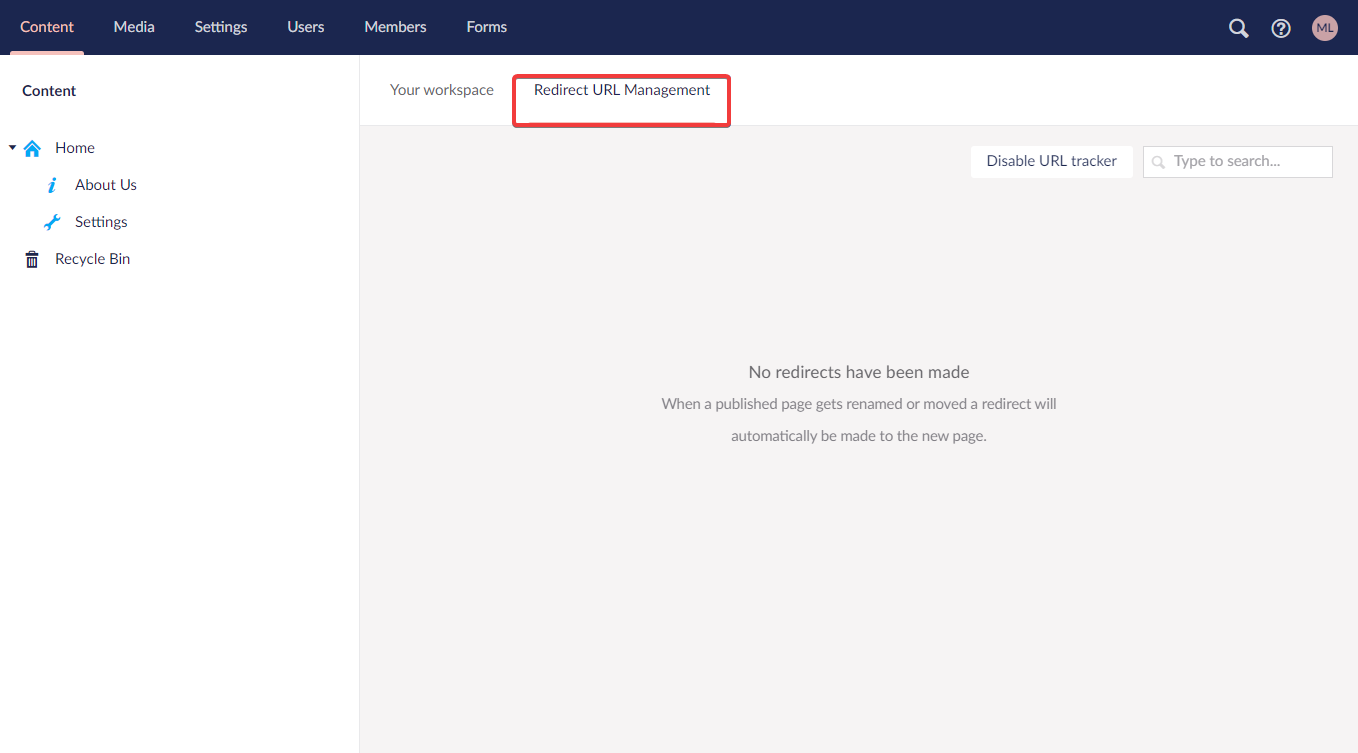 Content Media Settings Users Members Forms ML
Content
Home
About Us
Settings
Recycle Bin
Your workspace Redirect URL Management
Disable URL tracker Type to search...
No redirects have been made
When a published page gets renamed or moved a redirect will
automatically be made to the new page.